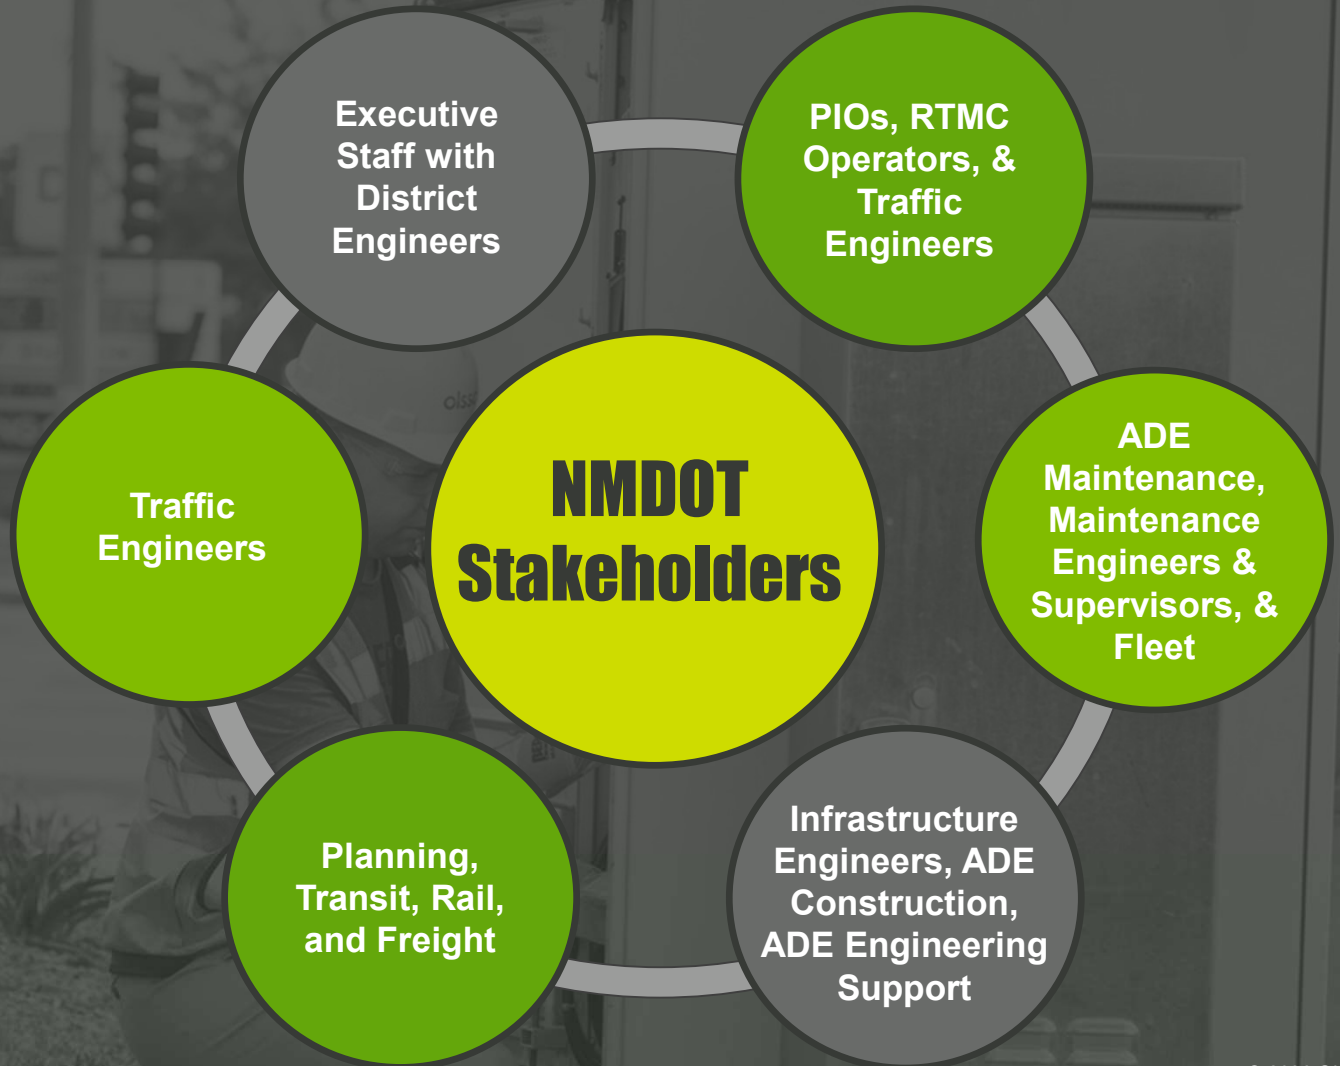 Executive
Staff with
District
Engineers
PIOs, RTMC
Operators, &
Traffic
Engineers
ADE
Maintenance,
Maintenance
Engineers &
Supervisors, &
Fleet
Infrastructure
Engineers, ADE
Construction,
ADE Engineering
Support
Planning,
Transit, Rail,
and Freight
Traffic
Engineers
NMDOT
Stakeholders